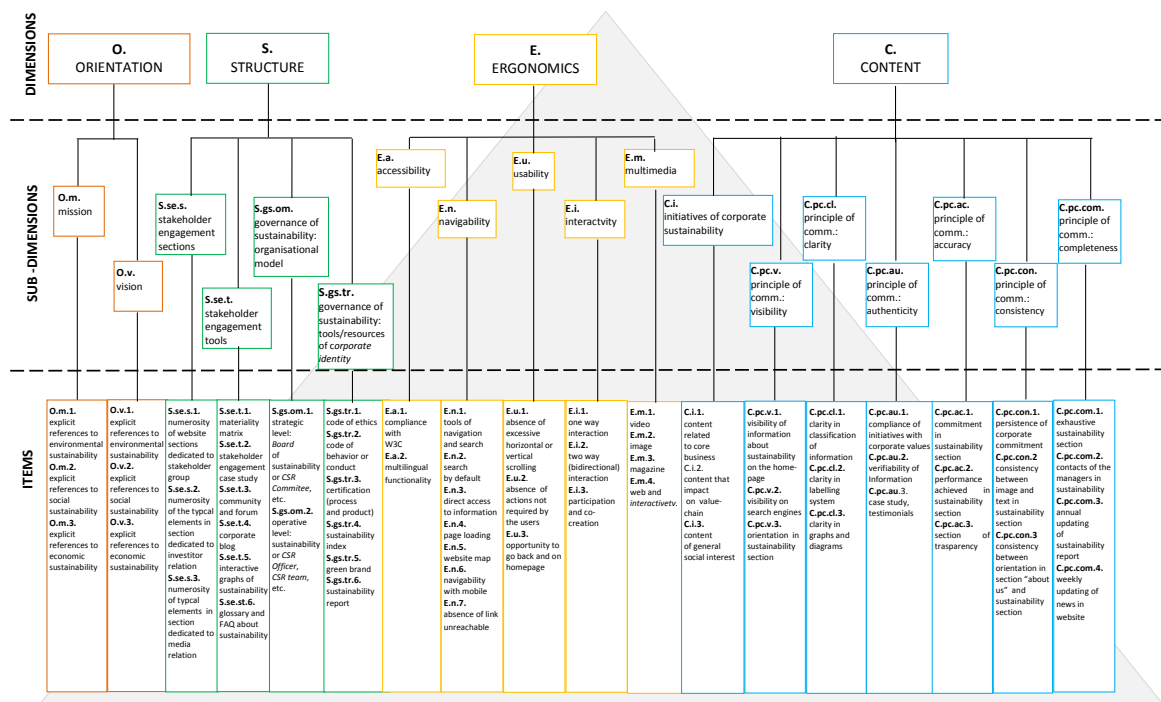 DIMENSIONS
O.
ORIENTATION
S.
STRUCTURE
E.
ERGONOMICS
C.
CONTENT
SUB -DIMENSIONS
O.m.
mission
O.v.
vision
S.se.s.
stakeholder
engagement
sections
S.se.t.
stakeholder
engagement
tools
S.gs.om.
governance of
sustainability:
organisational
model
S.gs.tr.
governance of
sustainability:
tools/resources
of corporate
identity
E.a.
accessibility
E.n.
navigability
E.u.
usability
E.i.
interactvity
E.m.
multimedia
C.i.
initiatives of corporate
sustainability
C.pc.v.
principle of
comm.:
visibility
C.pc.cl.
principle of
comm.:
clarity
C.pc.au.
principle of
comm.:
authenticity
C.pc.ac.
principle of
comm.:
accuracy
C.pc.con.
principle of
comm.:
consistency
C.pc.com.
principle of
comm.:
completeness
ITEMS
O.m.1.
explicit
references to
environmental
sustainability
O.m.2.
explicit
references to
social
sustainability
O.m.3.
explicit
references to
economic
sustainability
O.v.1.
explicit
references to
environmental
sustainability
O.v.2.
explicit
references to
social
sustainability
O.v.3.
explicit
references to
economic
sustainability
S.se.s.1.
numerosity
of website
sections
dedicated to
stakeholder
group
S.se.s.2.
numerosity
of the typcal
elements in
section
dedicated to
investitor
relation
S.se.s.3.
numerosity
of typcal
elements in
section
dedicated to
media
relation
S.se.t.1.
materiality
matrix
S.se.t.2.
stakeholder
engagement
case study
S.se.t.3.
community
and forum
S.se.t.4.
corporate
blog
S.se.t.5.
interactive
graphs of
sustainability
S.se.st.6.
glossary and
FAQ about
sustainability
S.gs.om.1
strategic
level:
Board
of
sustainability
or CSR
Commitee,
etc.
S.gs.om.2.
operative
level:
sustainability
or CSR
Officer,
CSR team,
etc.
S.gs.tr.1.
code of ethics
S.gs.tr.2.
code of
behavior or
conduct
S.gs.tr.3.
certification
(process
and product)
S.gs.tr.4.
sustainability
index
S.gs.tr.5.
green brand
S.gs.tr.6.
sustainability
report
E.a.1.
compliance
with
W3C
E.a.2.
multilingual
functionality
E.n.1.
tools of
navigation
and search
E.n.2.
search
by default
E.n.3.
direct access
to information
E.n.4.
page loading
E.n.5.
website map
E.n.6.
navigability
with mobile
E.n.7.
Absence of link
unreachable
E.u.1.
absence of
excessive
horizontal or
vertical
scrolling
E.u.2.
absence of
actions not
required by
the users
E.u.3.
opportunity to
go back and on
homepage
E.i.1.
one way
interaction
E.i.2.
two way
(bidirectional)
interaction
E.i.3.
participation
and co-
creation
E.m.1.
video
E.m.2.
image
E.m.3.
magazine
E.m.4.
web and
interactivetv.
C.i.1
content
related
to core
business
C.i.2.
content that
impact
on value-
chain
C.i.3.
content
of general
social interest
C.pc.v.1.
visibility of
information
about
sustainability
on the home-
page
C.pc.v.2.
visibility on
search engines
C.pc.v.3.
orientation in
sustainability
section
C.pc.cl.1.
clarity in
classification
of
information
C.pc.cl.2.
clarity in
labelling
system
C.pc.cl.3.
clarity in
graphs and
diagrams
C.pc.au.1.
compliance of
initiatives with
corporate values
C.pc.au.2.
verifiability of
Information
C.pc.au.3.
case study,
testimonials
C.pc.ac.1.
commitment
in
sustainability
section
C.pc.ac.2.
performance
achieved in
sustainability
section
C.pc.ac.3.
section of
trasparency
C.pc.con.1.
persistence of
corporate
commitment
C.pc.con.2
consistency
between
image and
text in
sustainability
section
C.pc.con.3
consistency
between
orientation in
section "about
us" and
sustainability
section
C.pc.com.1.
exhaustive
sustainability
section
C.pc.com.2.
contacts of the
managers in
sustainability
C.pc.com.3.
annual
updating
of
sustainability
report
C.pc.com.4.
weekly
updating of
news in
website